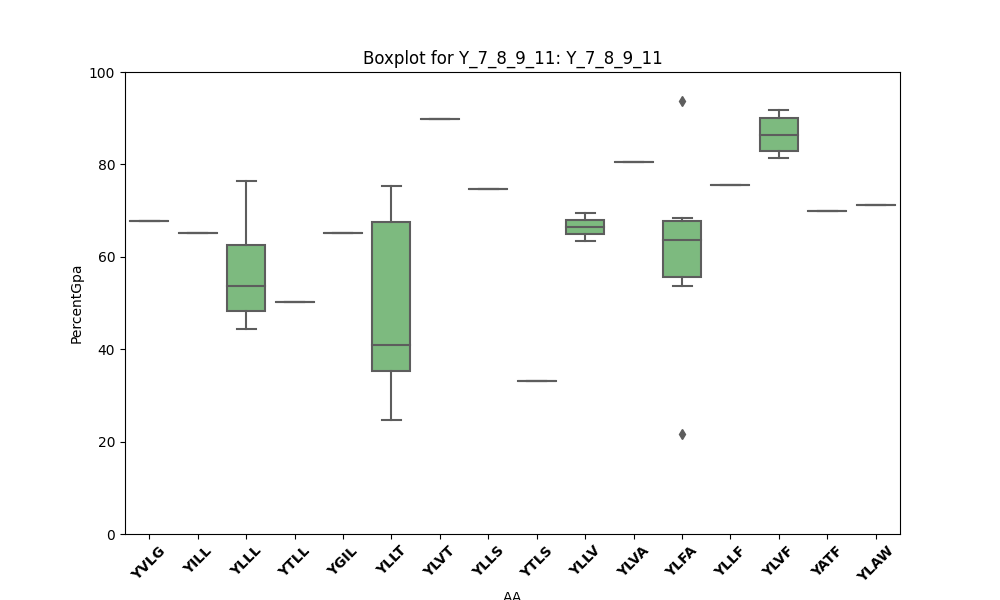 Boxplot for Y_7_8_9_11: Y_7_8_9_11
100
80
60
40
20
0
PercentGpa
YVLG YILL YLLL YTLL YGIL YLLT YLVT YLLS YTLS YLLV YLVA YLFA YLLF YLVF YATF YLAW
AA